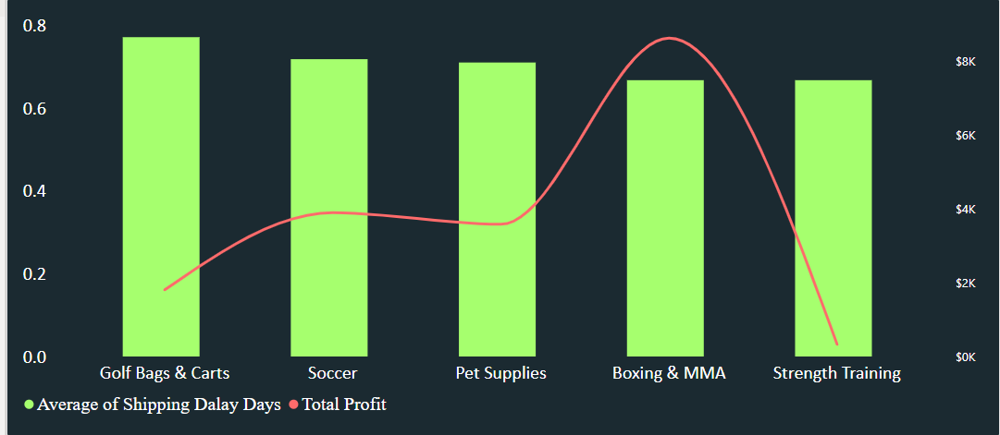 0.8
0.6
0.4
0.2
0.0
$8K
$6K
$4K
$2K
$0K
Golf Bags & Carts
Soccer
Pet Supplies
Boxing & MMA
Strength Training
Average of Shipping Dalay Days
Total Profit